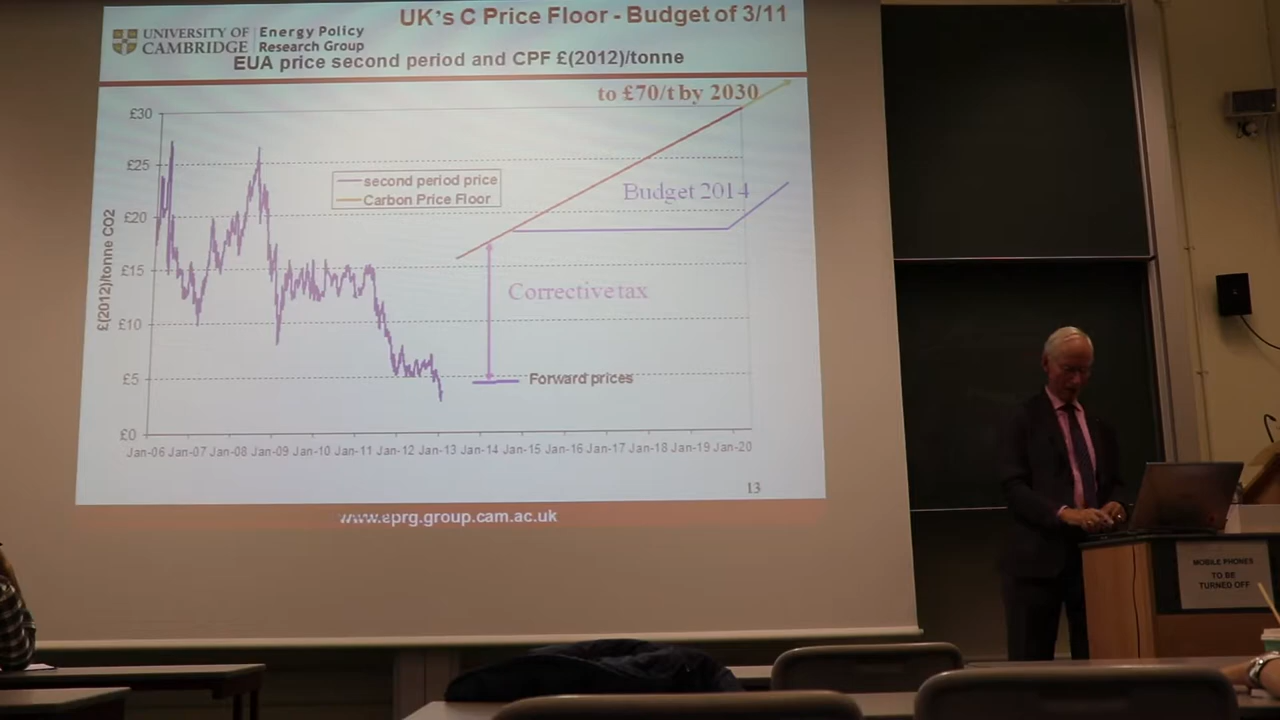 UK's C Price Floor - Budget of 3/11
UNIVERSITY OF CAMBRIDGE
Energy Policy Research Group
EUA price second period and CPF £(2012)/tonne
to £70/t by 2030
£30
£25
£20
£15
£10
£5
£0
£(2012)/tonne CO2
second period price
Carbon Price Floor
Budget 2014
Corrective tax
Forward prices
Jan-06 Jan-07 Jan-08 Jan-09 Jan-10 Jan-11 Jan-12 Jan-13 Jan-14 Jan-15 Jan-16 Jan-17 Jan-18 Jan-19 Jan-20
13
www.eprg.group.cam.ac.uk
MOBILE PHONES
TO BE
TURNED OFF